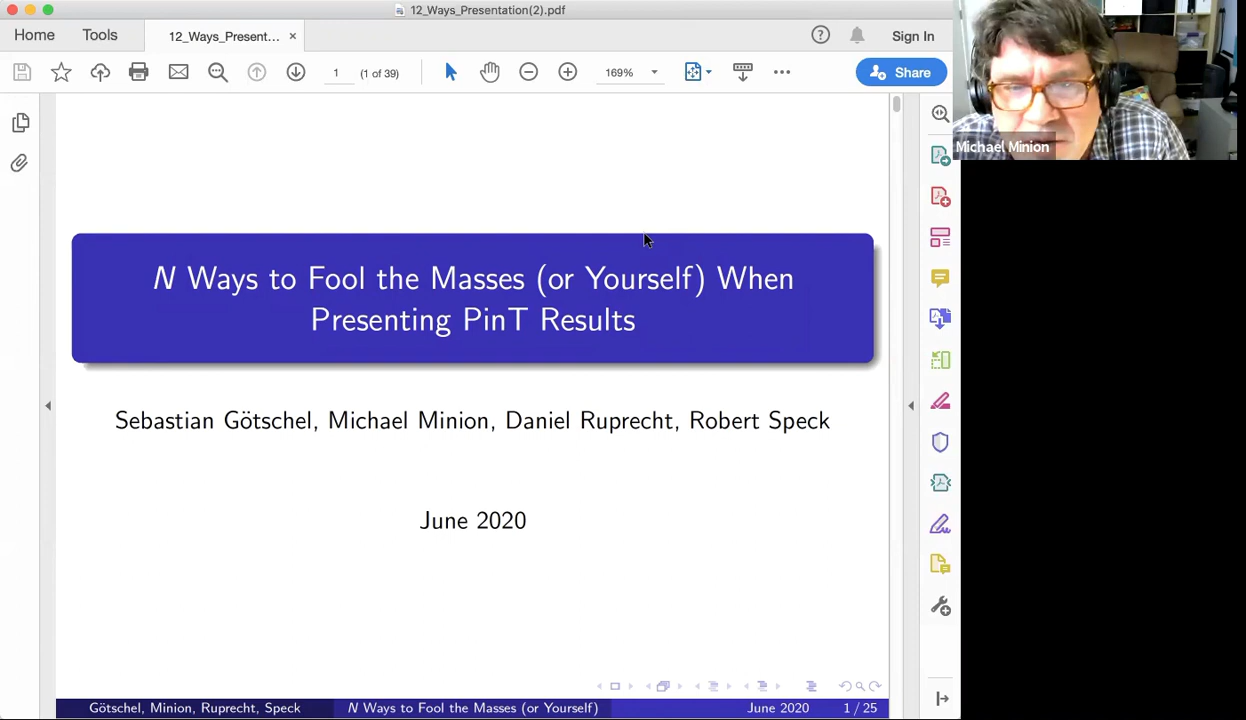 12_Ways_Presentation(2).pdf
Home
Tools
12_Ways_Present...
Sign In
1
(1 of 39)
169%
Share
Michael Minion
N Ways to Fool the Masses (or Yourself) When
Presenting PinT Results
Sebastian Götschel, Michael Minion, Daniel Ruprecht, Robert Speck
June 2020
Götschel, Minion, Ruprecht, Speck
N Ways to Fool the Masses (or Yourself)
June 2020
1 / 25